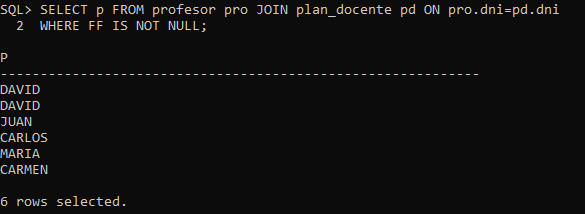 SQL> SELECT p FROM profesor pro JOIN plan_docente pd ON pro.dni=pd.dni
  2  WHERE FF IS NOT NULL;
P
------------------------------------------------------------
DAVID
DAVID
JUAN
CARLOS
MARIA
CARMEN
6 rows selected.